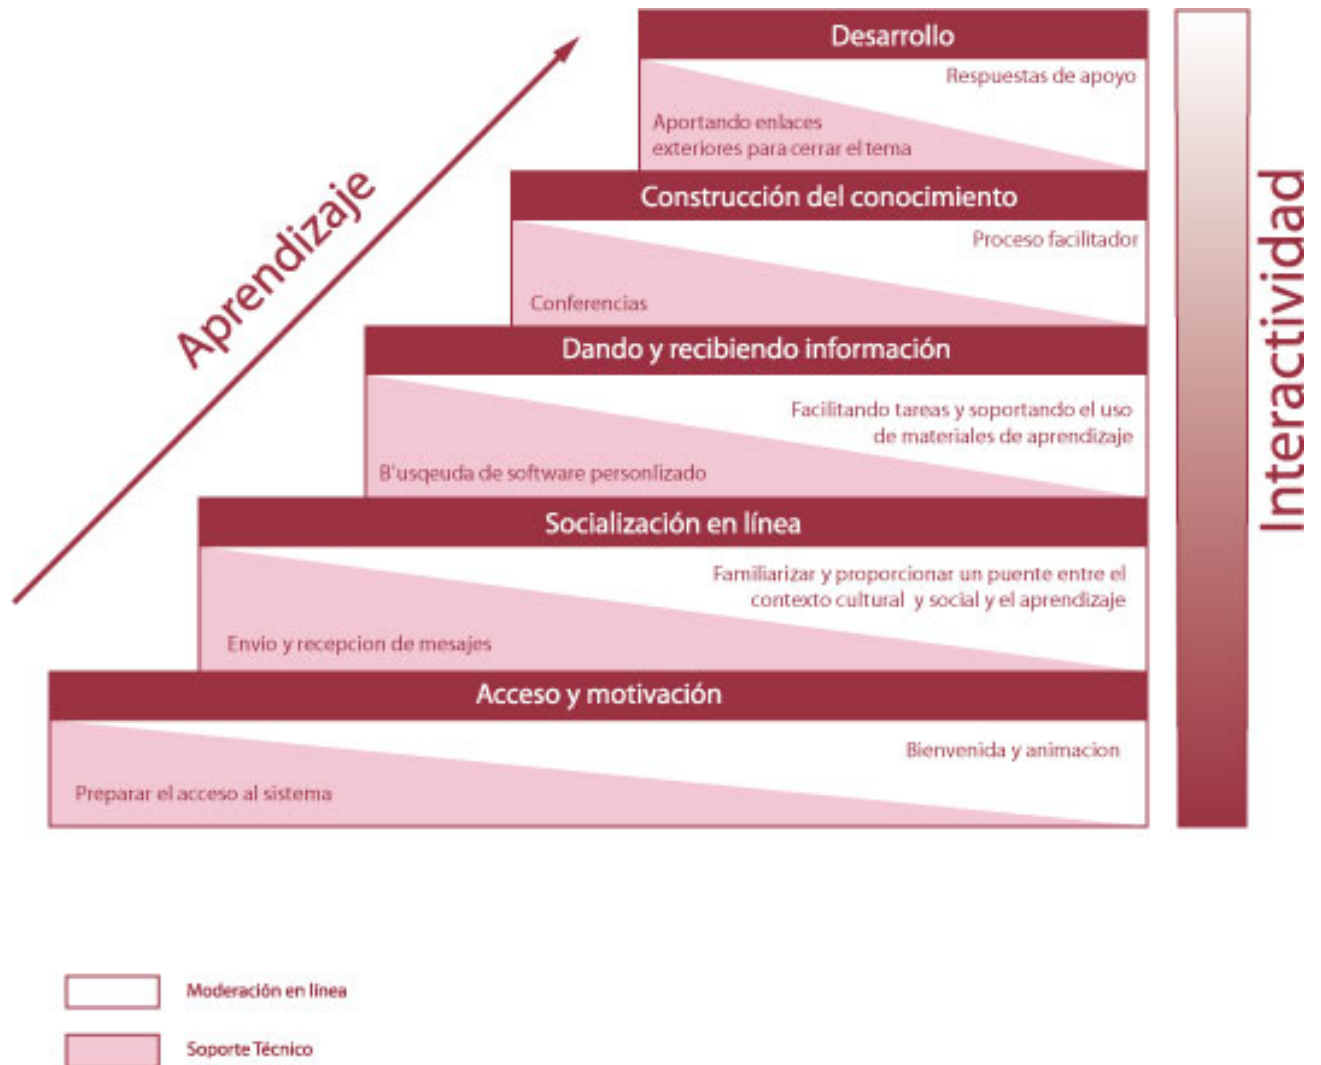 Desarrollo
Respuestas de apoyo
Aportando enlaces
exteriores para cerrar el tema
Construcción del conocimiento
Proceso facilitador
Conferencias
Dando y recibiendo información
Facilitando tareas y soportando el uso
de materiales de aprendizaje
B'usqeuda de software personlizado
Socialización en línea
Familiarizar y proporcionar un puente entre el
contexto cultural y social y el aprendizaje
Envio y recepcion de mesajes
Acceso y motivación
Bienvenida y animacion
Preparar el acceso al sistema
Aprendizaje
Interactividad
Moderación en línea
Soporte Técnico